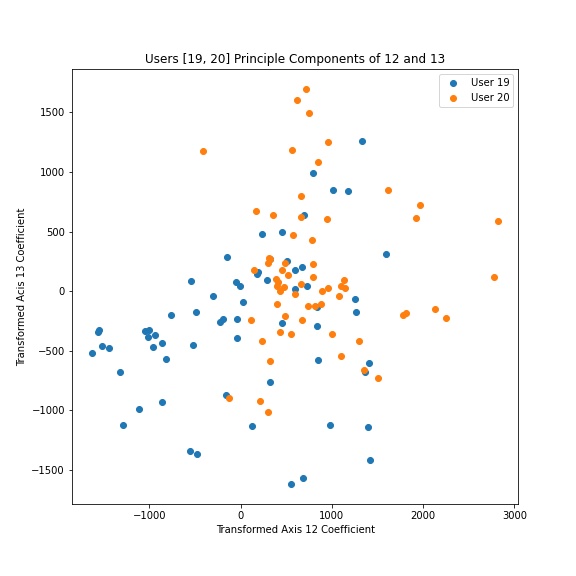 Users [19, 20] Principle Components of 12 and 13
User 19
User 20
1500
1000
500
0
−500
−1000
−1500
Transformed Acis 13 Coefficient
−1000 0 1000 2000 3000
Transformed Axis 12 Coefficient